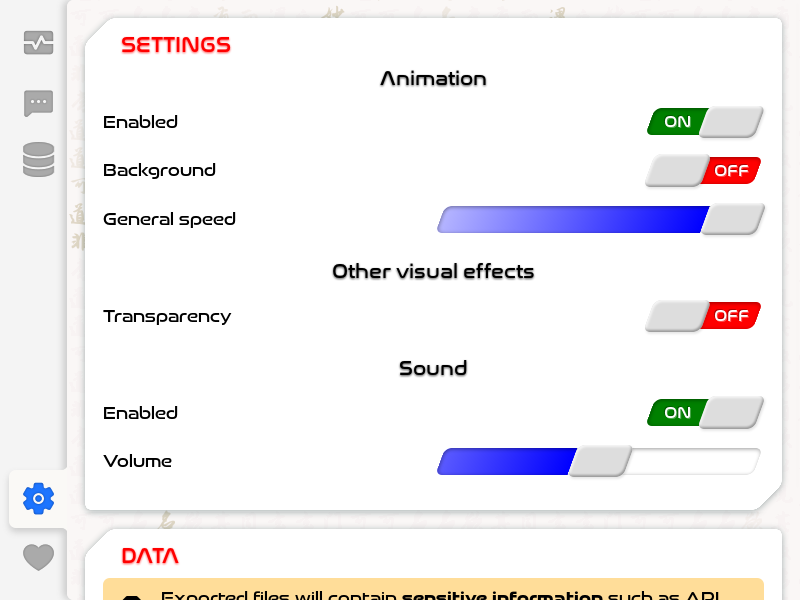 SETTINGS
Animation
Enabled ON
Background OFF
General speed
Other visual effects
Transparency OFF
Sound
Enabled ON
Volume
DATA
Exported files will contain sensitive information such as API